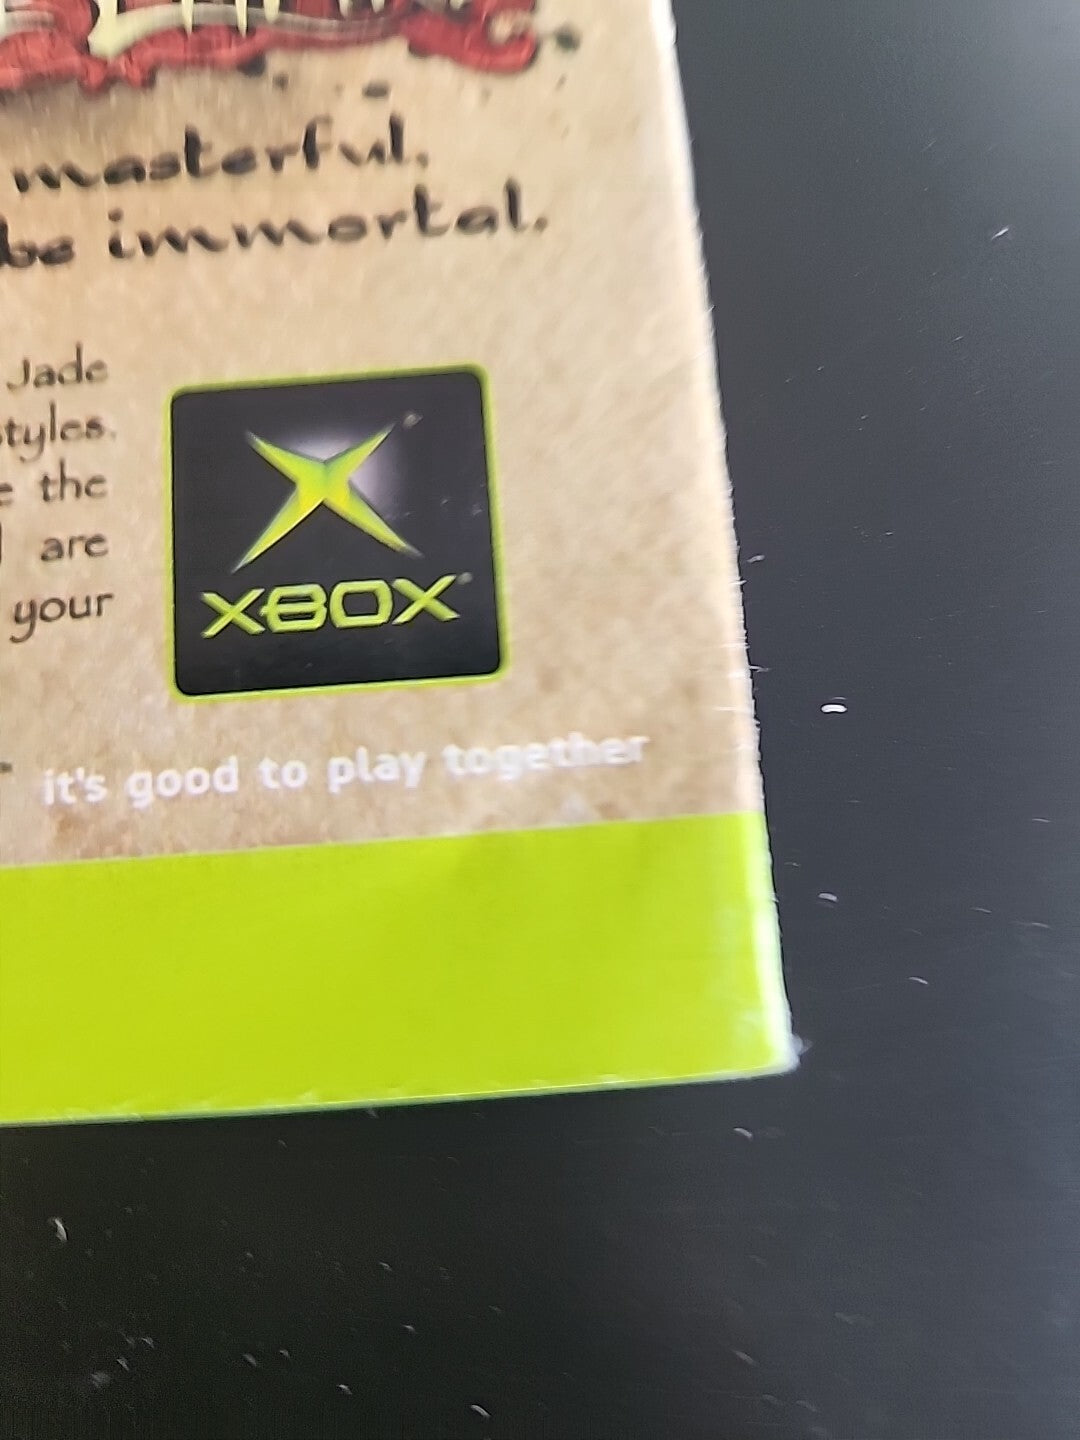 masterful,
be immortal.
Jade
styles.
the
are
your
XBOX
it's good to play together